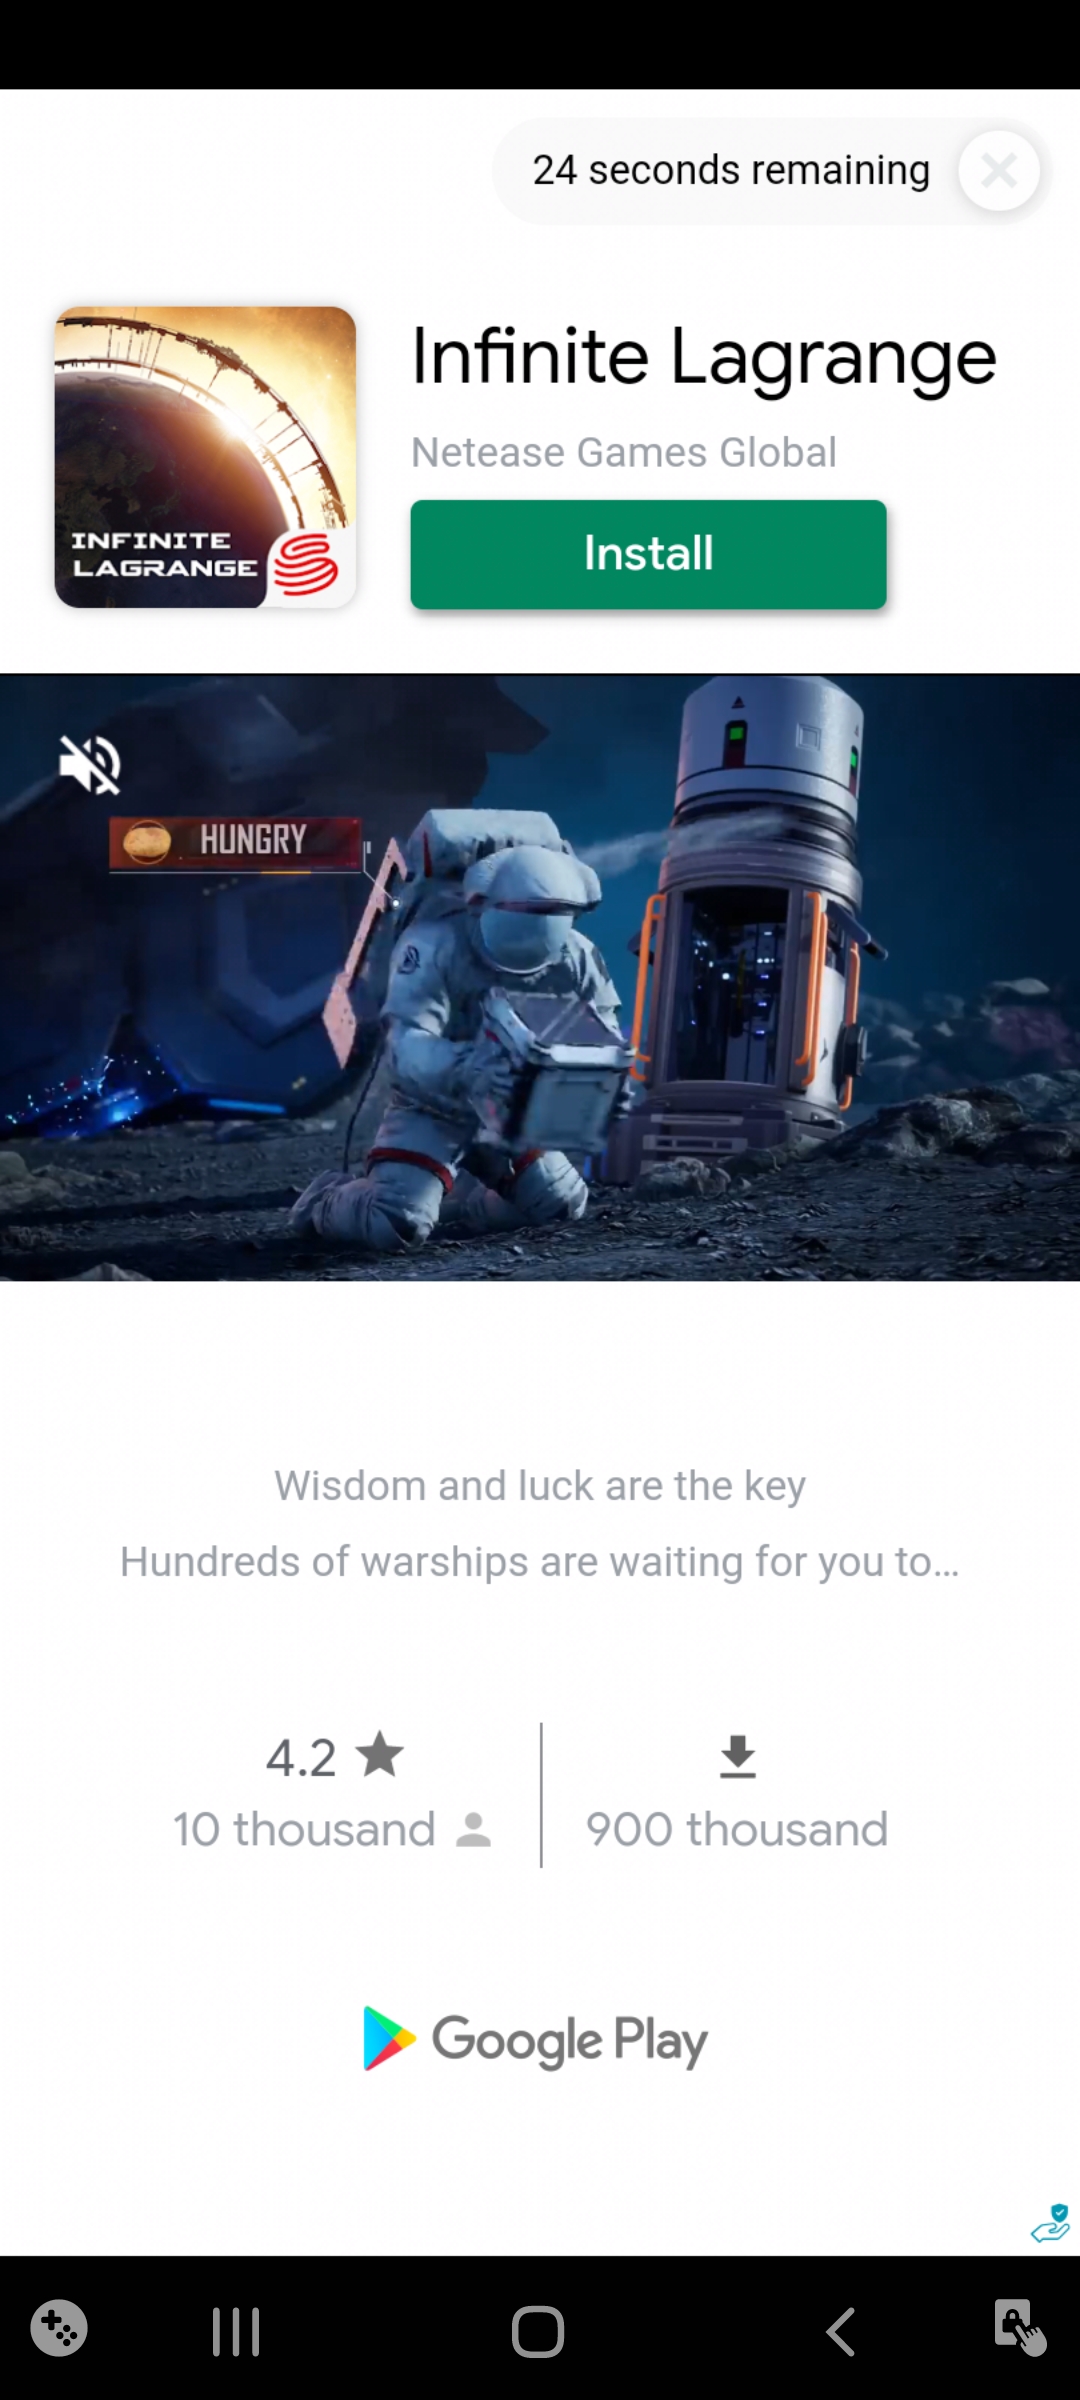 24 seconds remaining
INFINITE
LAGRANGE
Infinite Lagrange
Netease Games Global
Install
HUNGRY
Wisdom and luck are the key
Hundreds of warships are waiting for you to...
4.2
10 thousand
900 thousand
Google Play